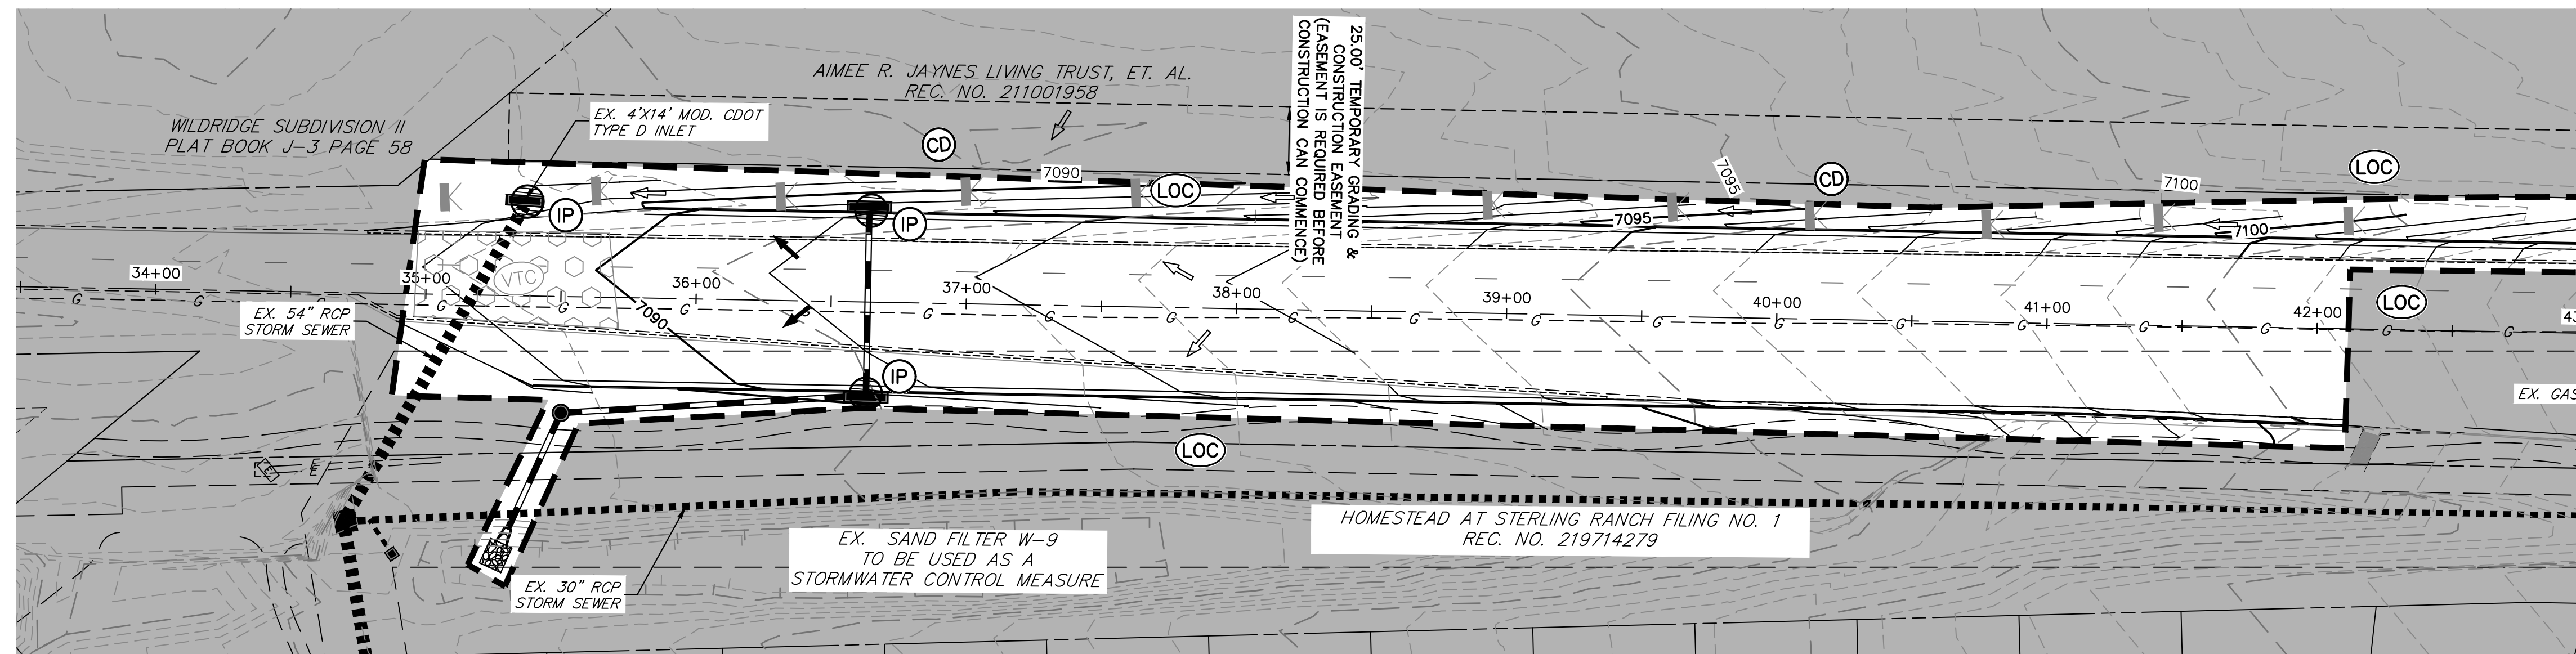 AIMEE R. JAYNES LIVING TRUST, ET. AL.
REC. NO. 211001958
WILDRIDGE SUBDIVISION II
PLAT BOOK J-3 PAGE 58
EX. 4'X14' MOD. CDOT
TYPE D INLET
25.00' TEMPORARY GRADING &
CONSTRUCTION EASEMENT
(EASEMENT IS REQUIRED BEFORE
CONSTRUCTION CAN COMMENCE)
CD
7090
LOC
7095
CD
7100
LOC
IP
IP
7095
7100
34+00
35+00
VTC
36+00
37+00
38+00
39+00
40+00
41+00
42+00
43
LOC
G G G G G G G G G G G G G G G G G G G G G
7090
EX. 54" RCP
STORM SEWER
IP
EX. GAS
LOC
E
E
EX. SAND FILTER W-9
TO BE USED AS A
STORMWATER CONTROL MEASURE
HOMESTEAD AT STERLING RANCH FILING NO. 1
REC. NO. 219714279
EX. 30" RCP
STORM SEWER